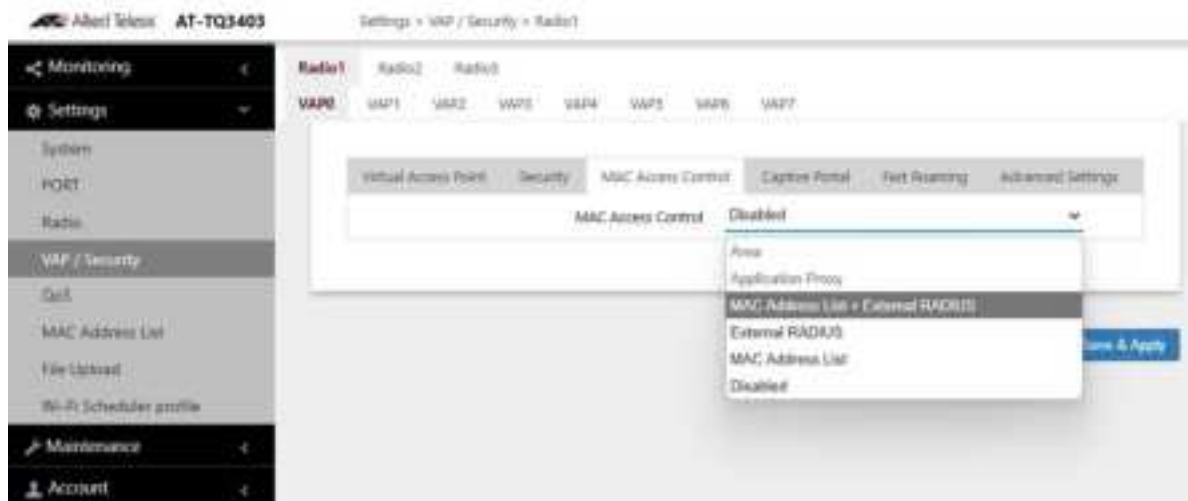 Allied Telesis AT-TQ3403
Settings > VAP / Security > Radio1
Monitoring
Settings
System
PORT
Radio
VAP / Security
QoS
MAC Address List
File Upload
Wi-Fi Scheduler profile
Maintenance
Account
Radio1 Radio2 Radio3
VAP0 VAP1 VAP2 VAP3 VAP4 VAP5 VAP6 VAP7
Virtual Access Point Security MAC Access Control Captive Portal Fast Roaming Advanced Settings
MAC Access Control Disabled
Area
Application Proxy
MAC Address List + External RADIUS
External RADIUS
MAC Address List
Disabled
& Apply